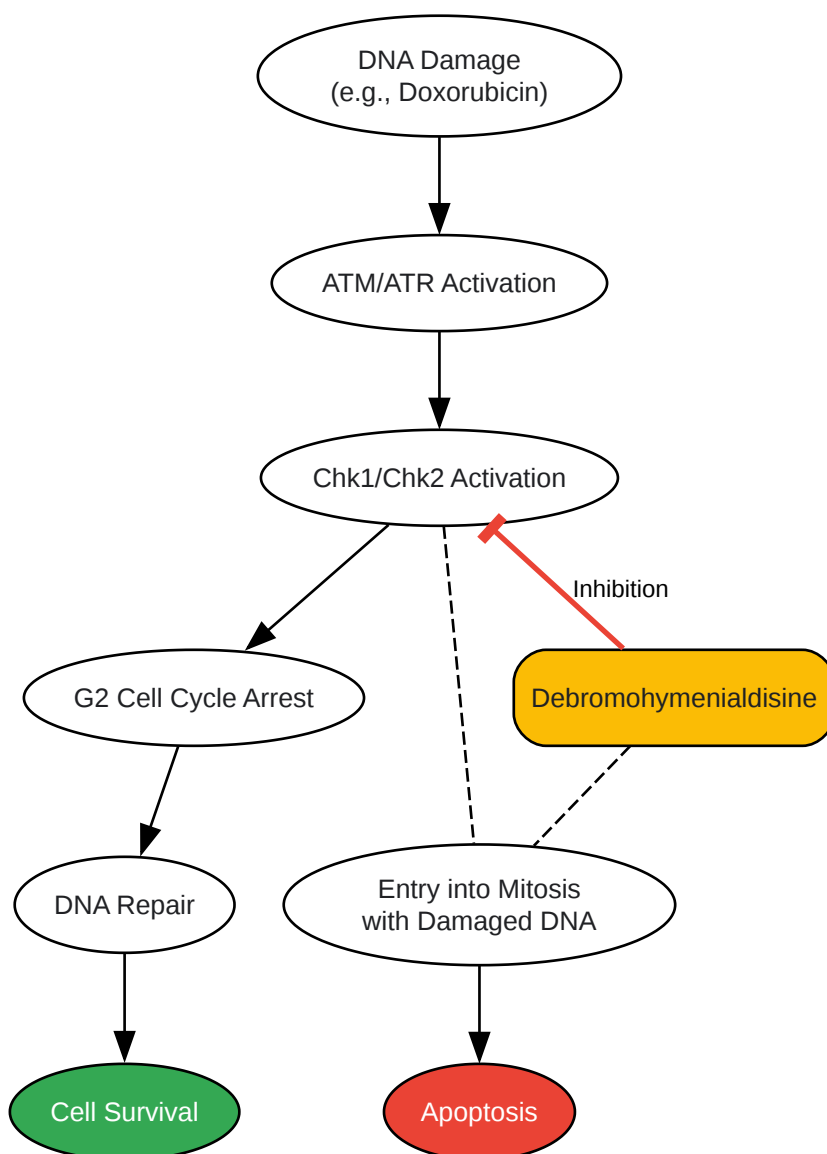 DNA Damage
(e.g., Doxorubicin)
ATM/ATR Activation
Chk1/Chk2 Activation
Inhibition
G2 Cell Cycle Arrest
Debromohymenialdisine
DNA Repair
Entry into Mitosis
with Damaged DNA
Cell Survival
Apoptosis